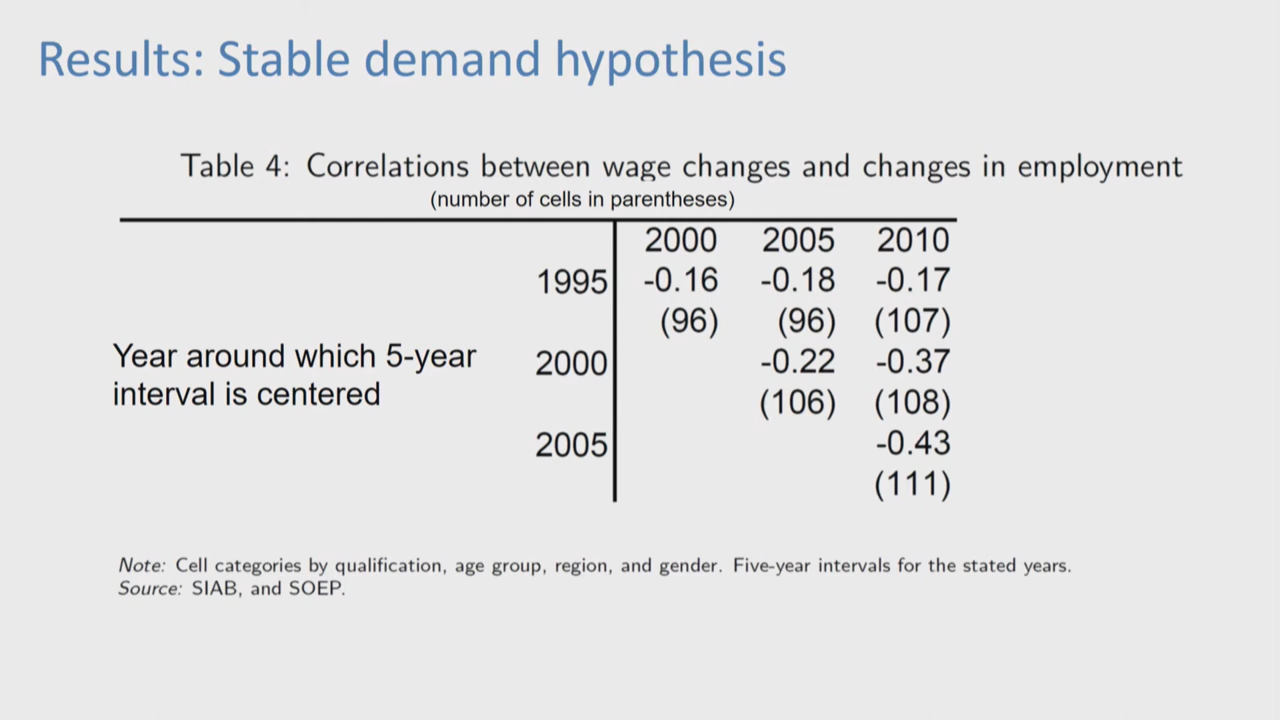 Results: Stable demand hypothesis
Table 4: Correlations between wage changes and changes in employment
(number of cells in parentheses)
2000 2005 2010
1995 -0.16 -0.18 -0.17
(96) (96) (107)
Year around which 5-year
interval is centered
2000 -0.22 -0.37
(106) (108)
2005 -0.43
(111)
Note: Cell categories by qualification, age group, region, and gender. Five-year intervals for the stated years.
Source: SIAB, and SOEP.